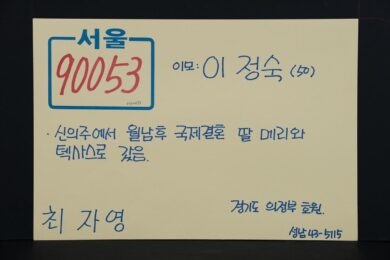 서울
90053
이모: 이 정숙 (50)
· 신의주에서 월남후 국제결혼 딸 메리와
텍사스로 갔음.
최 자영
경기도 의정부 호원.
성남 43-5115